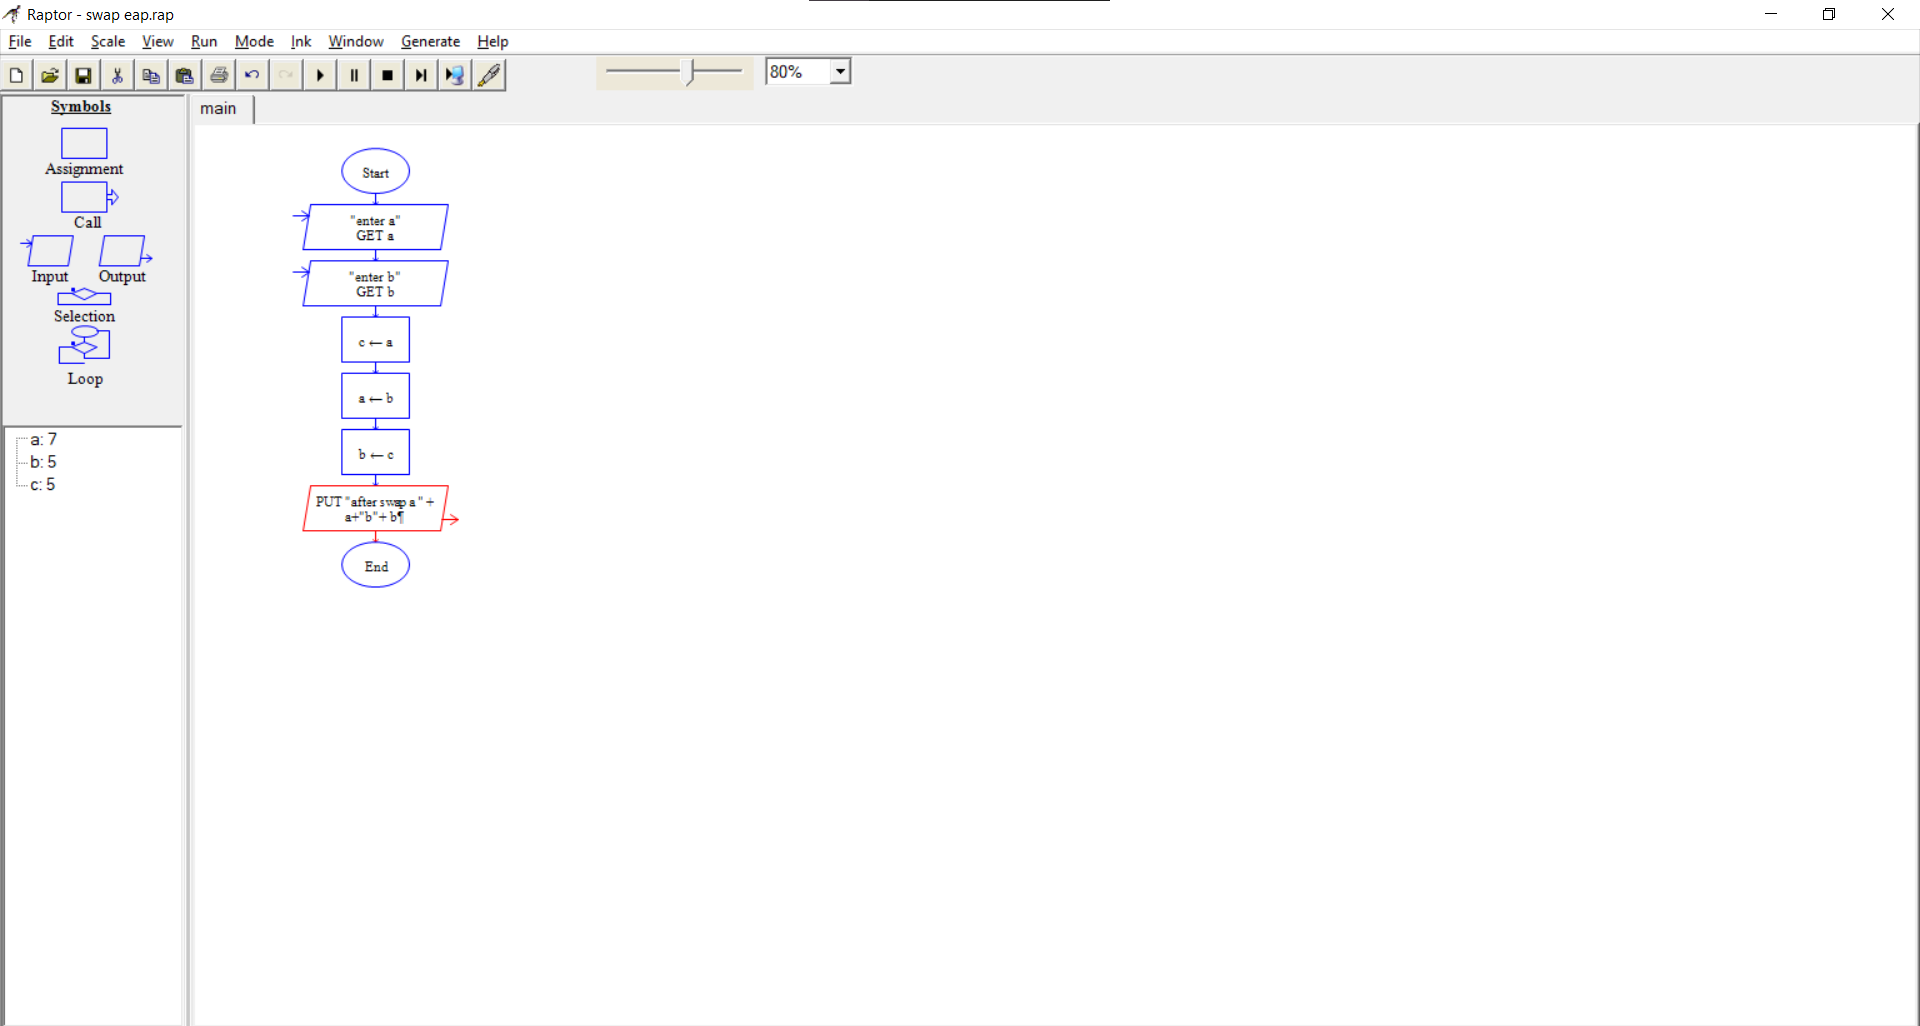 Raptor - swap eap.rap
File Edit Scale View Run Mode Ink Window Generate Help
80%
Symbols
Assignment
Call
Input Output
Selection
Loop
a: 7
b: 5
c: 5
main
Start
"enter a"
GET a
"enter b"
GET b
c ← a
a ← b
b ← c
PUT "after swap a " +
a+"b"+ b¶
End